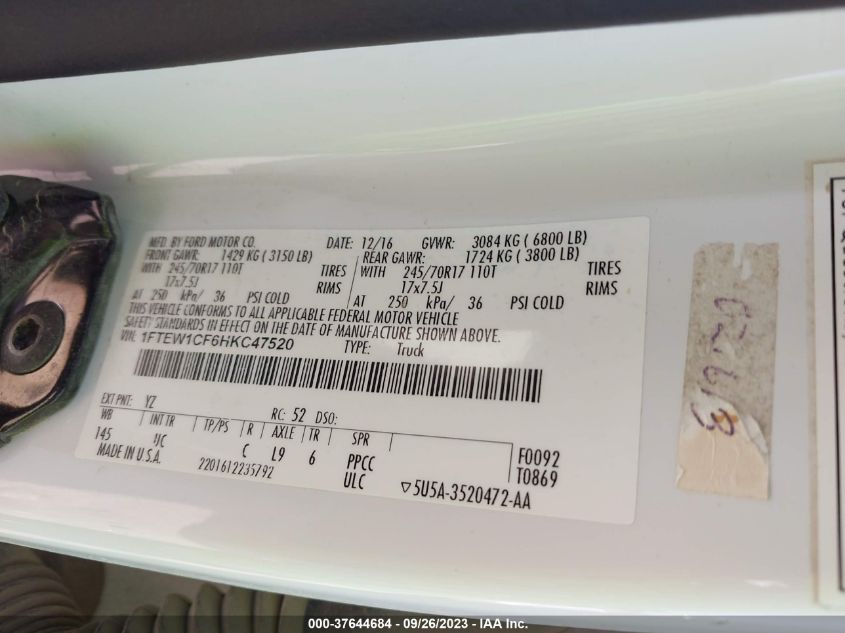 MFD. BY FORD MOTOR CO. DATE: 12/16 GVWR: 3084 KG ( 6800 LB)
FRONT GAWR: 1429 KG ( 3150 LB) REAR GAWR: 1724 KG ( 3800 LB)
WITH 245/70R17 110T TIRES WITH 245/70R17 110T TIRES
17x7.5J RIMS 17x7.5J RIMS
AT 250 kPa/ 36 PSI COLD AT 250 kPa/ 36 PSI COLD
THIS VEHICLE CONFORMS TO ALL APPLICABLE FEDERAL MOTOR VEHICLE
SAFETY STANDARDS IN EFFECT ON THE DATE OF MANUFACTURE SHOWN ABOVE.
VIN: 1FTEW1CF6HKC47520
TYPE: Truck
EXT PNT: YZ RC: 52 DSO:
WB INT TR TP/PS R AXLE TR SPR
145 C L9 6 PPCC F0092
MADE IN U.S.A. ULC T0869
2201612235792 5U5A-3520472-AA
000-37644684 / 09/26/2023 - IAA Inc.